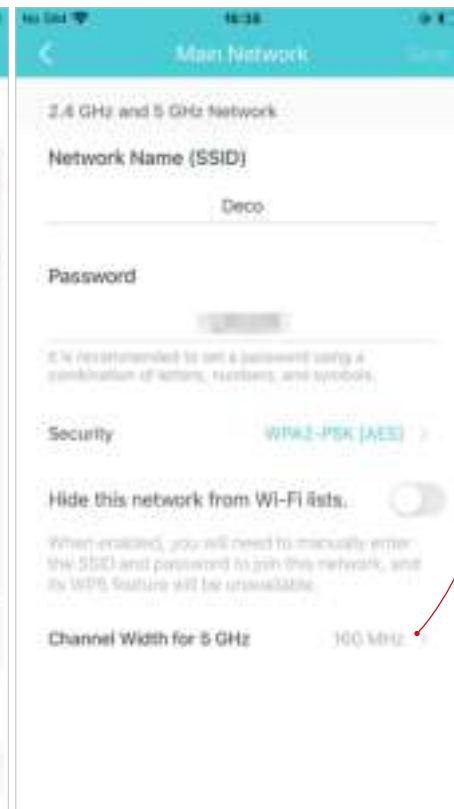 No SIM 16:38
Main Network
Save
2.4 GHz and 5 GHz Network
Network Name (SSID)
Deco
Password
It is recommended to set a password using a
combination of letters, numbers, and symbols.
Security WPA2-PSK [AES]
Hide this network from Wi-Fi lists.
When enabled, you will need to manually enter
the SSID and password to join this network, and
its WPS feature will be unavailable.
Channel Width for 5 GHz 160 MHz